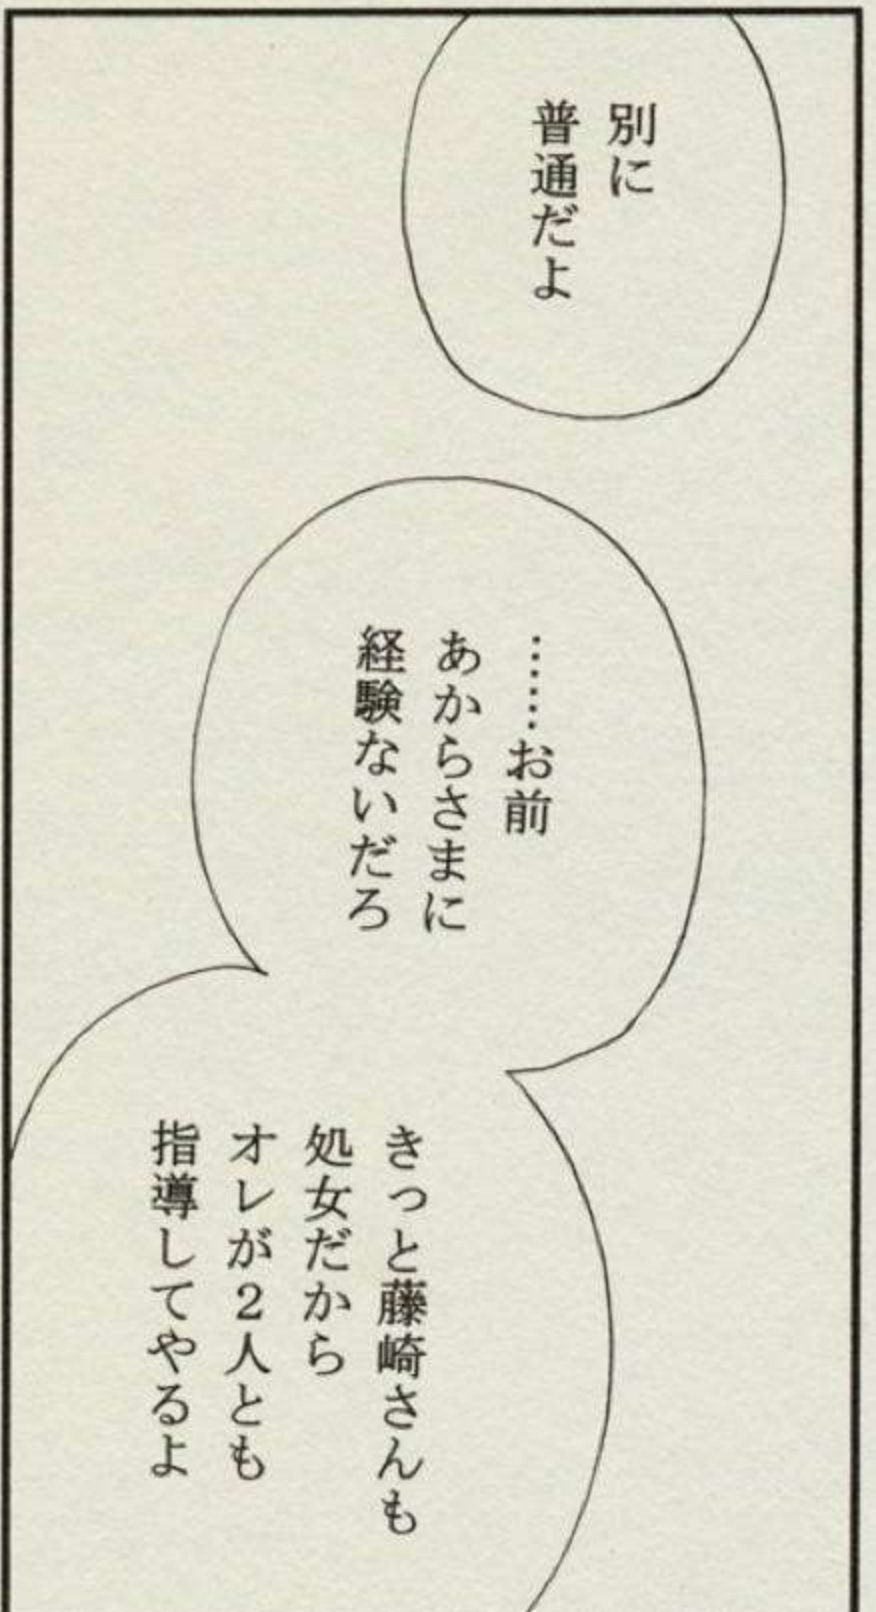 別に
普通だよ
……お前
あからさまに
経験ないだろ
きっと藤崎さんも
処女だから
オレが2人とも
指導してやるよ